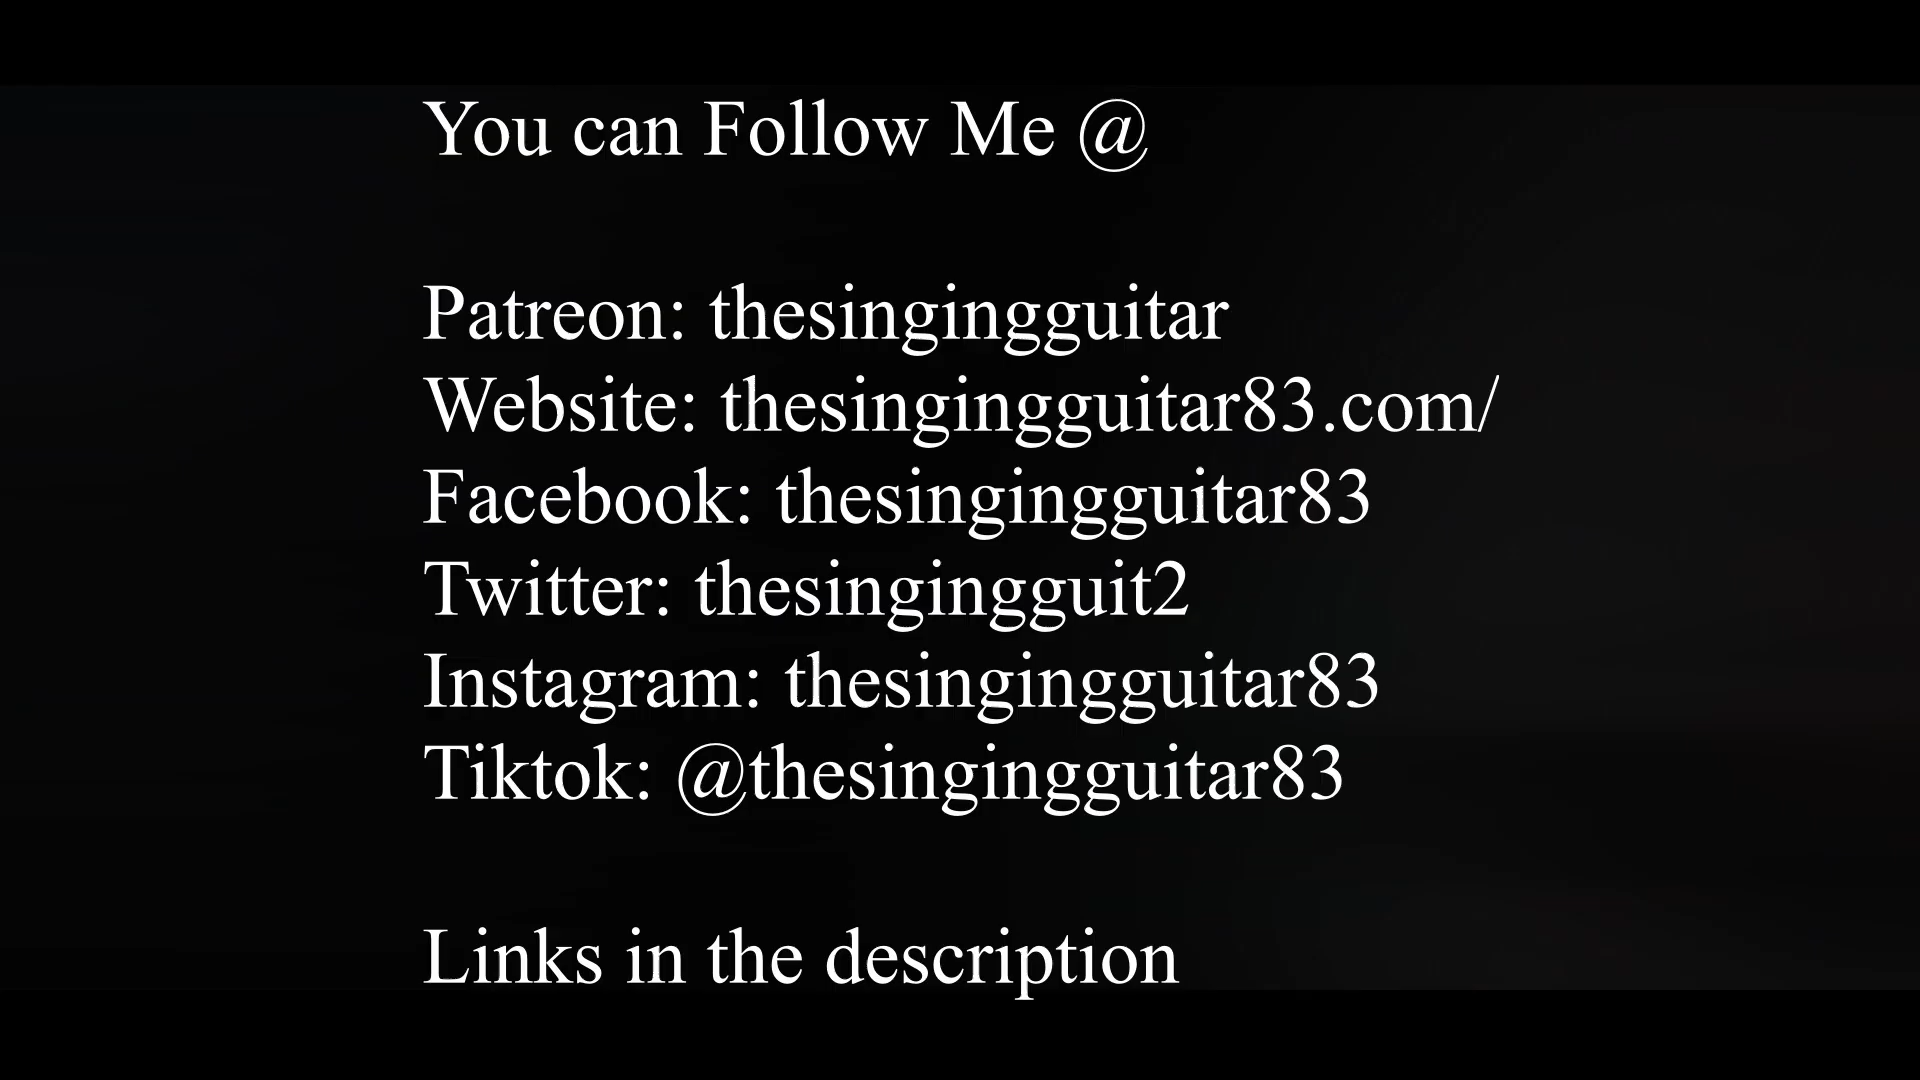 You can Follow Me @
Patreon: thesingingguitar
Website: thesingingguitar83.com/
Facebook: thesingingguitar83
Twitter: thesingingguit2
Instagram: thesingingguitar83
Tiktok: @thesingingguitar83
Links in the description